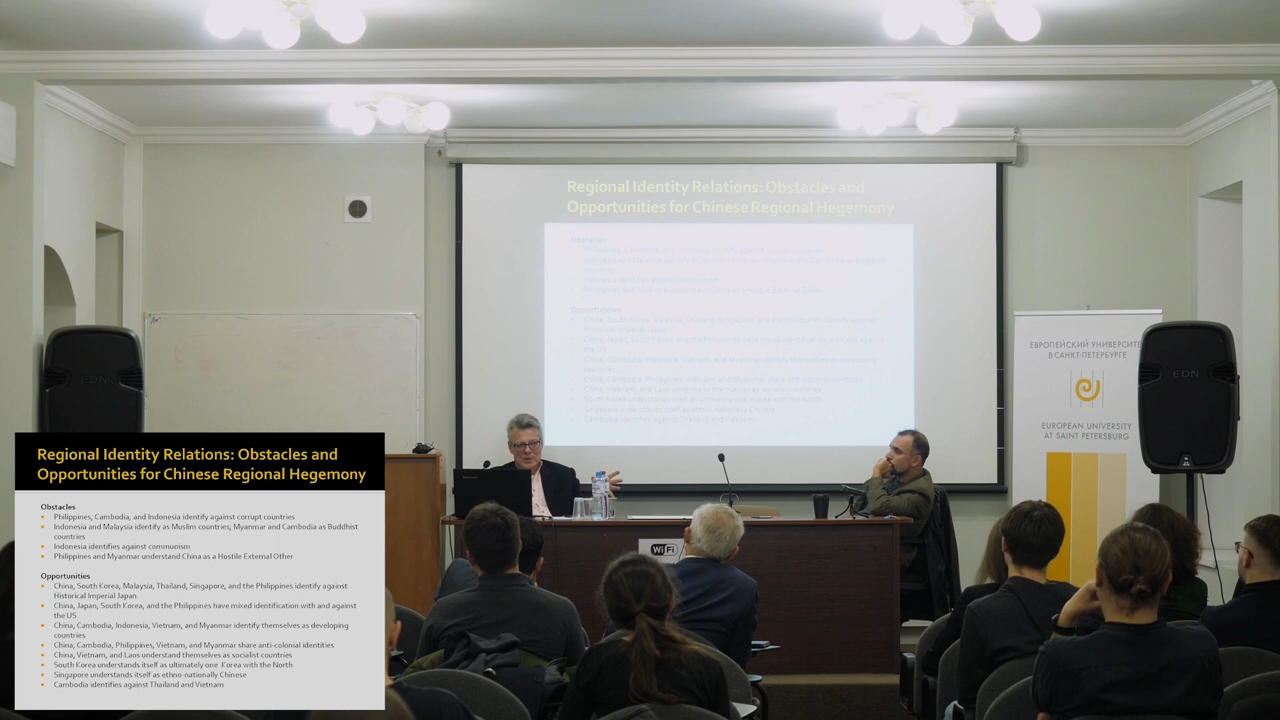 Regional Identity Relations: Obstacles and
Opportunities for Chinese Regional Hegemony
Obstacles
Opportunities
EDN
EDN
ЕВРОПЕЙСКИЙ УНИВЕРСИТЕ
В САНКТ-ПЕТЕРБУРГЕ
EUROPEAN UNIVERSITY
AT SAINT PETERSBURG
WiFi
Regional Identity Relations: Obstacles and
Opportunities for Chinese Regional Hegemony
Obstacles
Philippines, Cambodia, and Indonesia identify against corrupt countries
Indonesia and Malaysia identify as Muslim countries; Myanmar and Cambodia as Buddhist
countries
Indonesia identifies against communism
Philippines and Myanmar understand China as a Hostile External Other
Opportunities
China, South Korea, Malaysia, Thailand, Singapore, and the Philippines identify against
Historical Imperial Japan
China, Japan, South Korea, and the Philippines have mixed identification with and against
the US
China, Cambodia, Indonesia, Vietnam, and Myanmar identify themselves as developing
countries
China, Cambodia, Philippines, Vietnam, and Myanmar share anti-colonial identities
China, Vietnam, and Laos understand themselves as socialist countries
South Korea understands itself as ultimately one Korea with the North
Singapore understands itself as ethno-nationally Chinese
Cambodia identifies against Thailand and Vietnam